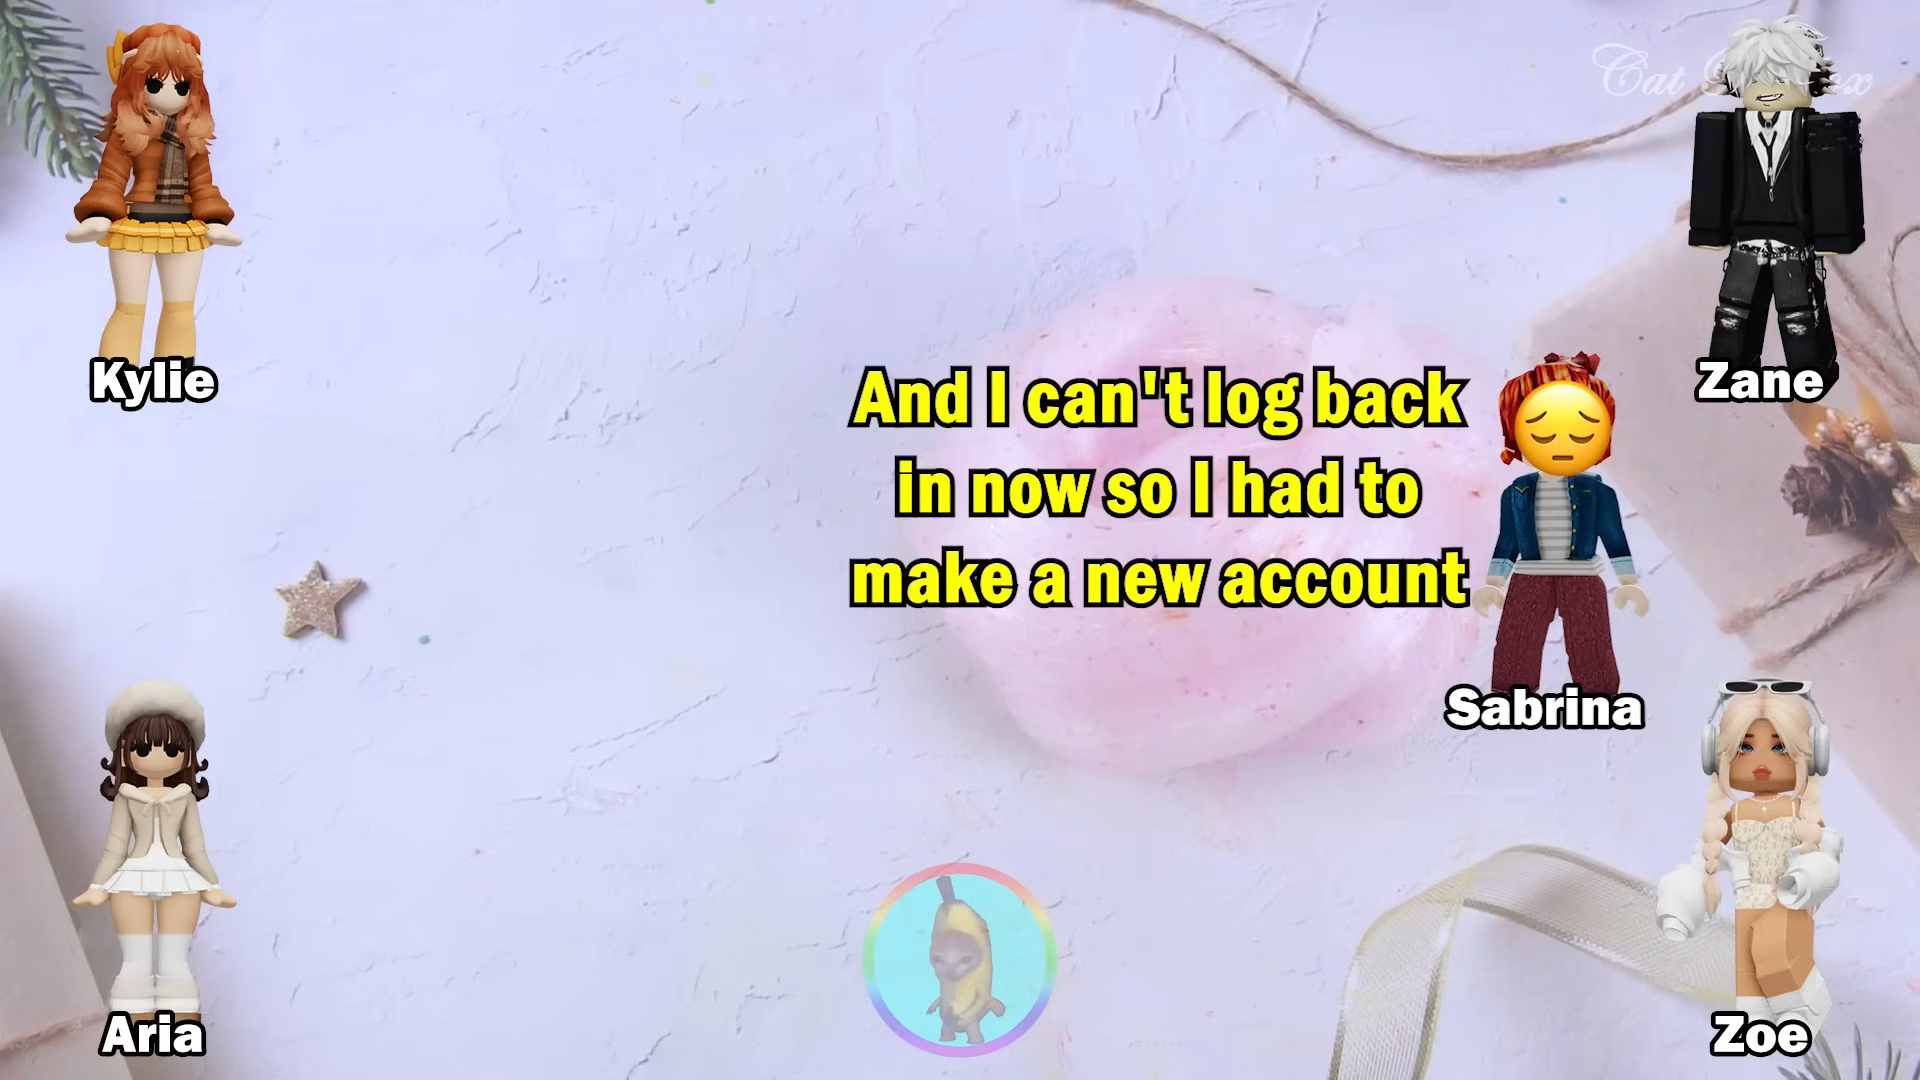 Kylie
Zane
And I can't log back
in now so I had to
make a new account
Sabrina
Aria
Zoe